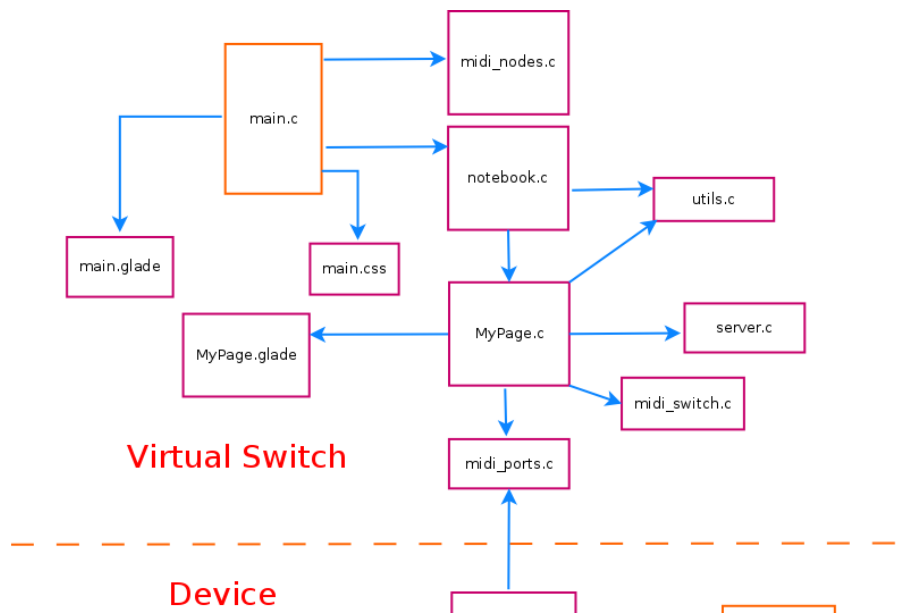 midi_nodes.c
main.c
notebook.c
utils.c
main.glade
main.css
server.c
MyPage.c
MyPage.glade
midi_switch.c
Virtual Switch
midi_ports.c
Device